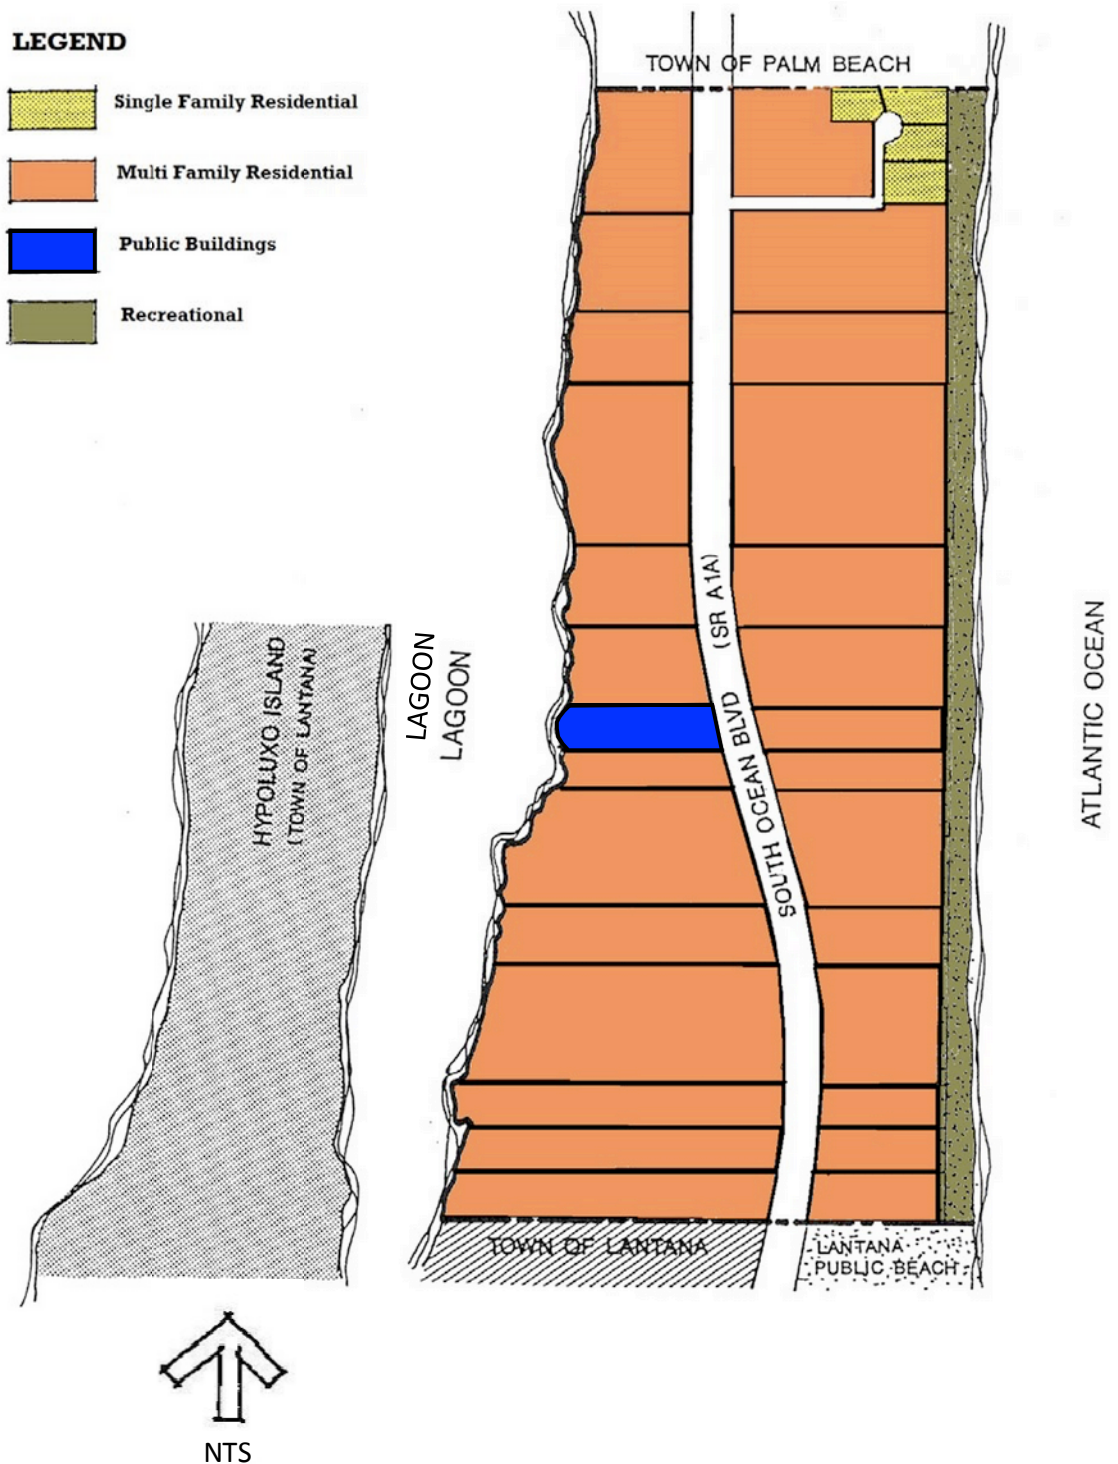 LEGEND
Single Family Residential
Multi Family Residential
Public Buildings
Recreational
TOWN OF PALM BEACH
(SR A1A)
SOUTH OCEAN BLVD
ATLANTIC OCEAN
LAGOON
LAGOON
HYPOLUXO ISLAND
(TOWN OF LANTANA)
TOWN OF LANTANA
LANTANA
PUBLIC BEACH
NTS